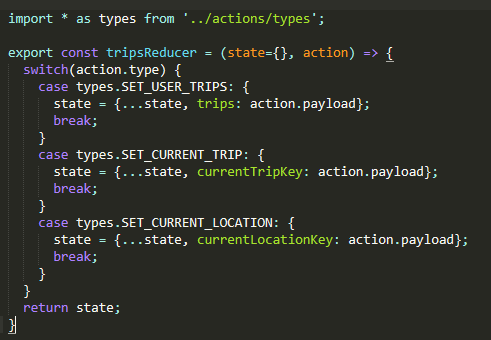 import * as types from '../actions/types';

export const tripsReducer = (state={}, action) => {
  switch(action.type) {
    case types.SET_USER_TRIPS: {
      state = {...state, trips: action.payload};
      break;
    }
    case types.SET_CURRENT_TRIP: {
      state = {...state, currentTripKey: action.payload};
      break;
    }
    case types.SET_CURRENT_LOCATION: {
      state = {...state, currentLocationKey: action.payload};
      break;
    }
  }
  return state;
}